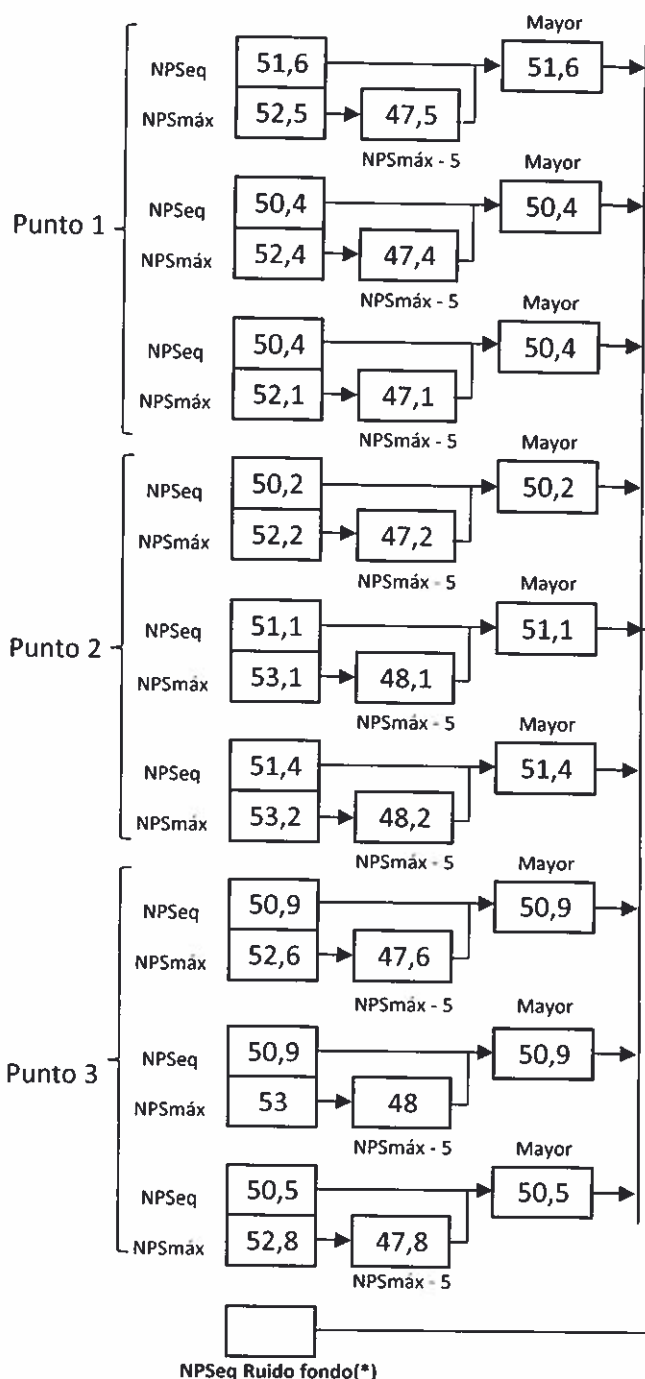 Mayor
NPSeq 51,6 51,6
NPSmáx 52,5 47,5
NPSmáx - 5
Mayor
Punto 1
NPSeq 50,4 50,4
NPSmáx 52,4 47,4
NPSmáx - 5
Mayor
NPSeq 50,4 50,4
NPSmáx 52,1 47,1
NPSmáx - 5
Mayor
NPSeq 50,2 50,2
NPSmáx 52,2 47,2
NPSmáx - 5
Mayor
Punto 2
NPSeq 51,1 51,1
NPSmáx 53,1 48,1
NPSmáx - 5
Mayor
NPSeq 51,4 51,4
NPSmáx 53,2 48,2
NPSmáx - 5
Mayor
NPSeq 50,9 50,9
NPSmáx 52,6 47,6
NPSmáx - 5
Mayor
Punto 3
NPSeq 50,9 50,9
NPSmáx 53 48
NPSmáx - 5
Mayor
NPSeq 50,5 50,5
NPSmáx 52,8 47,8
NPSmáx - 5
NPSeq Ruido fondo(*)